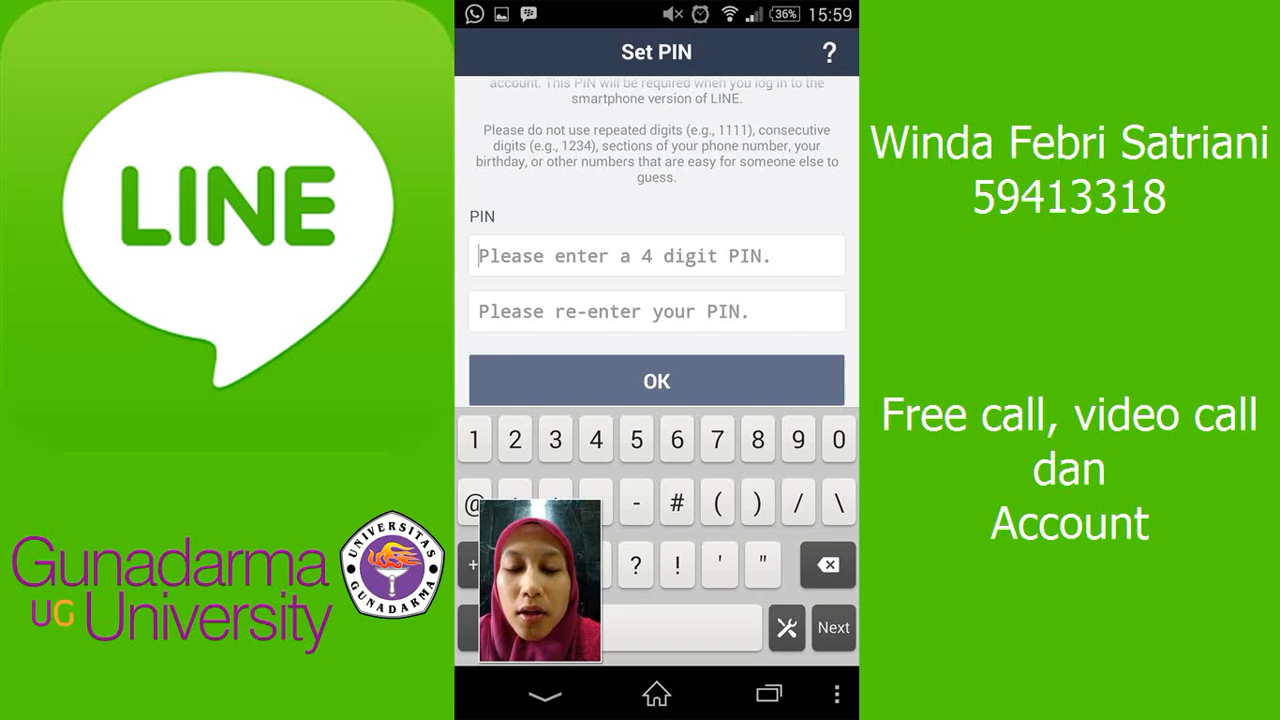 LINE
Gunadarma
UG University
UNIVERSITAS
GUNADARMA
36%
15:59
Set PIN
?
account. This PIN will be required when you log in to the
smartphone version of LINE.
Please do not use repeated digits (e.g., 1111), consecutive
digits (e.g., 1234), sections of your phone number, your
birthday, or other numbers that are easy for someone else to
guess.
PIN
Please enter a 4 digit PIN.
Please re-enter your PIN.
OK
1 2 3 4 5 6 7 8 9 0
@ - # ( ) / \
+ ? ! ' "
Next
Winda Febri Satriani
59413318
Free call, video call
dan
Account